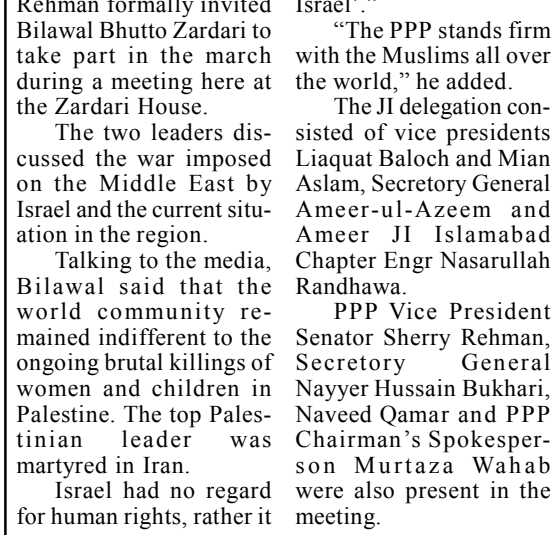 Rehman formally invited
Bilawal Bhutto Zardari to
take part in the march
during a meeting here at
the Zardari House.
The two leaders dis-
cussed the war imposed
on the Middle East by
Israel and the current situ-
ation in the region.
Talking to the media,
Bilawal said that the
world community re-
mained indifferent to the
ongoing brutal killings of
women and children in
Palestine. The top Pales-
tinian leader was
martyred in Iran.
Israel had no regard
for human rights, rather it
Israel’.”
“The PPP stands firm
with the Muslims all over
the world,” he added.
The JI delegation con-
sisted of vice presidents
Liaquat Baloch and Mian
Aslam, Secretory General
Ameer-ul-Azeem and
Ameer JI Islamabad
Chapter Engr Nasarullah
Randhawa.
PPP Vice President
Senator Sherry Rehman,
Secretory General
Nayyer Hussain Bukhari,
Naveed Qamar and PPP
Chairman’s Spokesper-
son Murtaza Wahab
were also present in the
meeting.